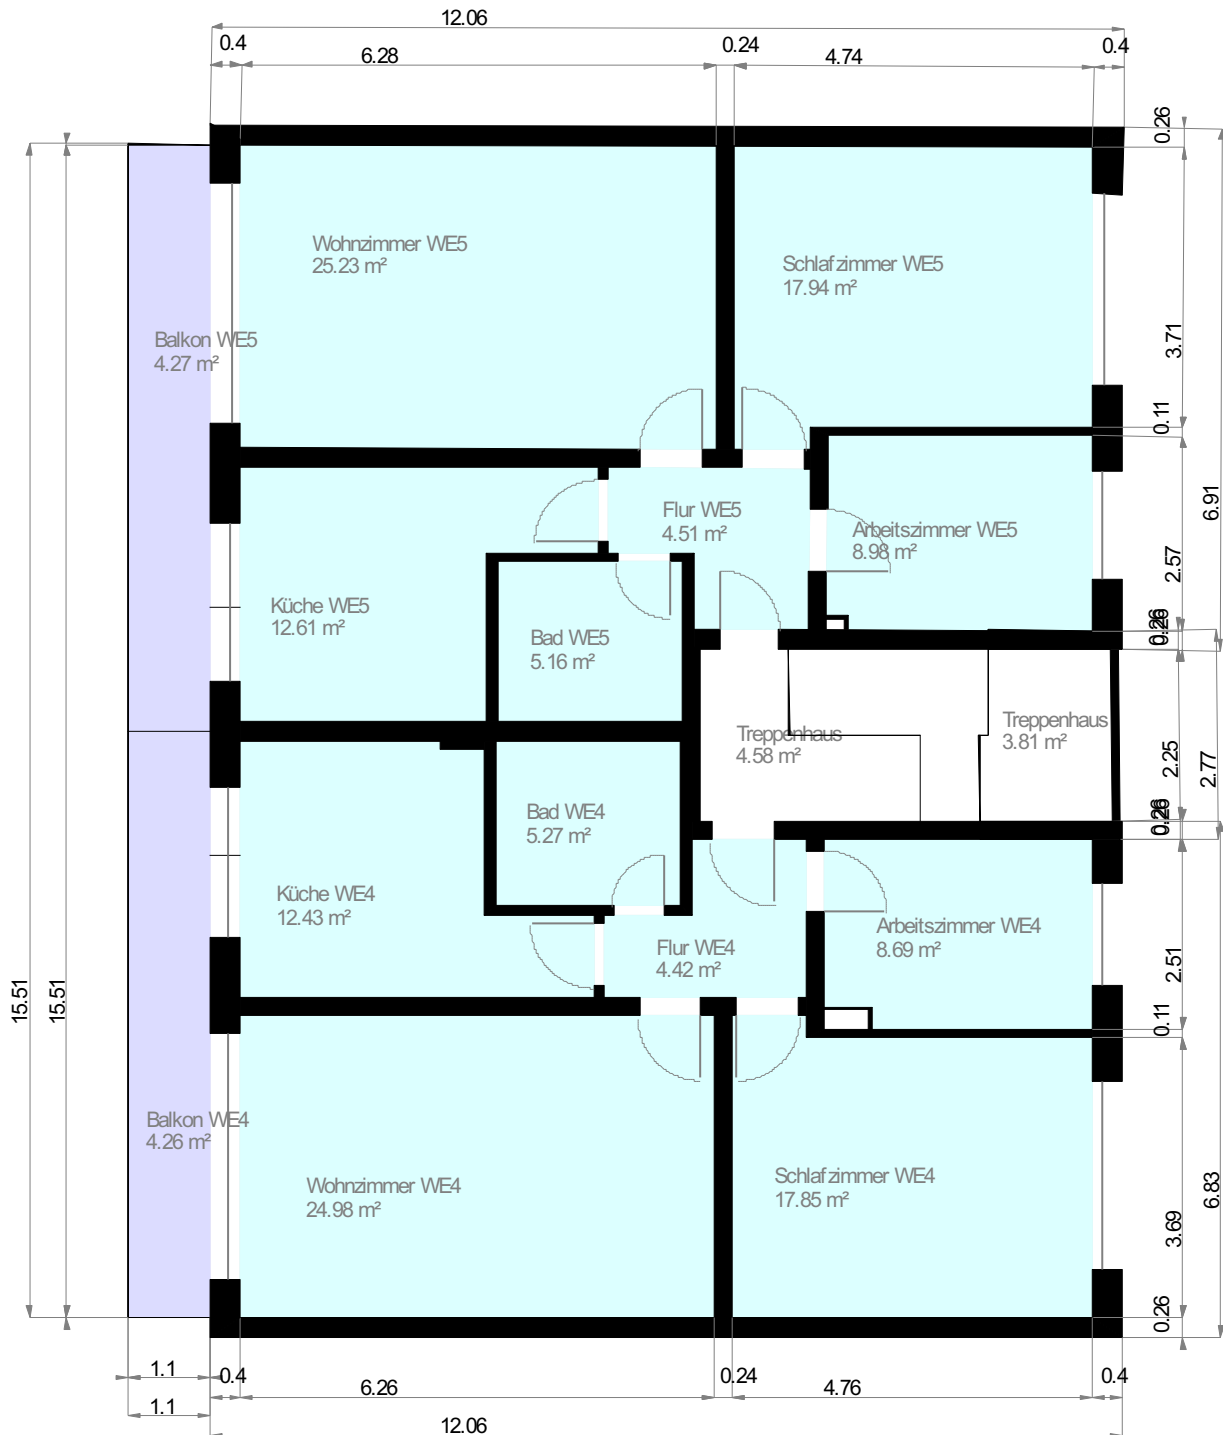 12.06
0.4
6.28
0.24
4.74
0.4
0.26
Wohnzimmer WE5
25.23 m²
Schlafzimmer WE5
17.94 m²
Balkon WE5
4.27 m²
3.71
0.11
6.91
Flur WE5
4.51 m²
Arbeitszimmer WE5
8.98 m²
2.57
Küche WE5
12.61 m²
Bad WE5
5.16 m²
0.26
Treppenhaus
4.58 m²
Treppenhaus
3.81 m²
2.25
2.77
Bad WE4
5.27 m²
0.26
Küche WE4
12.43 m²
Flur WE4
4.42 m²
Arbeitszimmer WE4
8.69 m²
2.51
0.11
15.51
15.51
Balkon WE4
4.26 m²
Wohnzimmer WE4
24.98 m²
Schlafzimmer WE4
17.85 m²
6.83
3.69
0.26
1.1
0.4
6.26
0.24
4.76
0.4
1.1
12.06